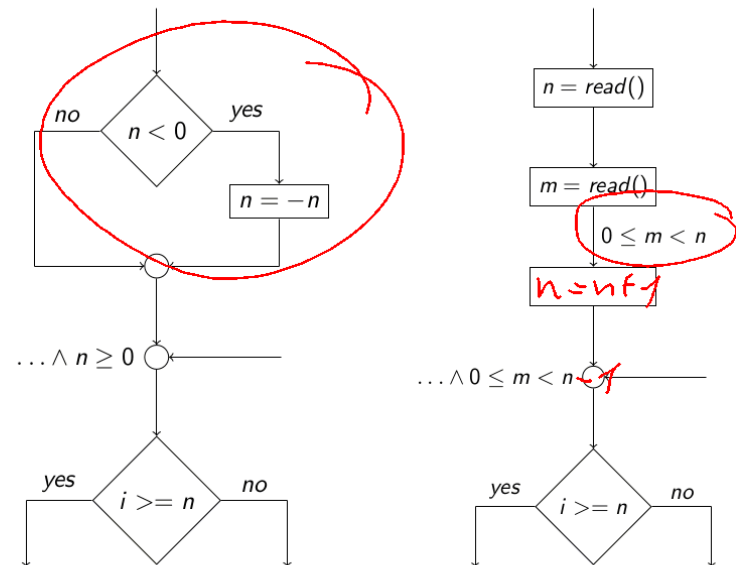 no
n < 0
yes
n = −n
… ∧ n ≥ 0
yes
i >= n
no
n = read()
m = read()
0 ≤ m < n
n = n+1
… ∧ 0 ≤ m < n - 1
yes
i >= n
no